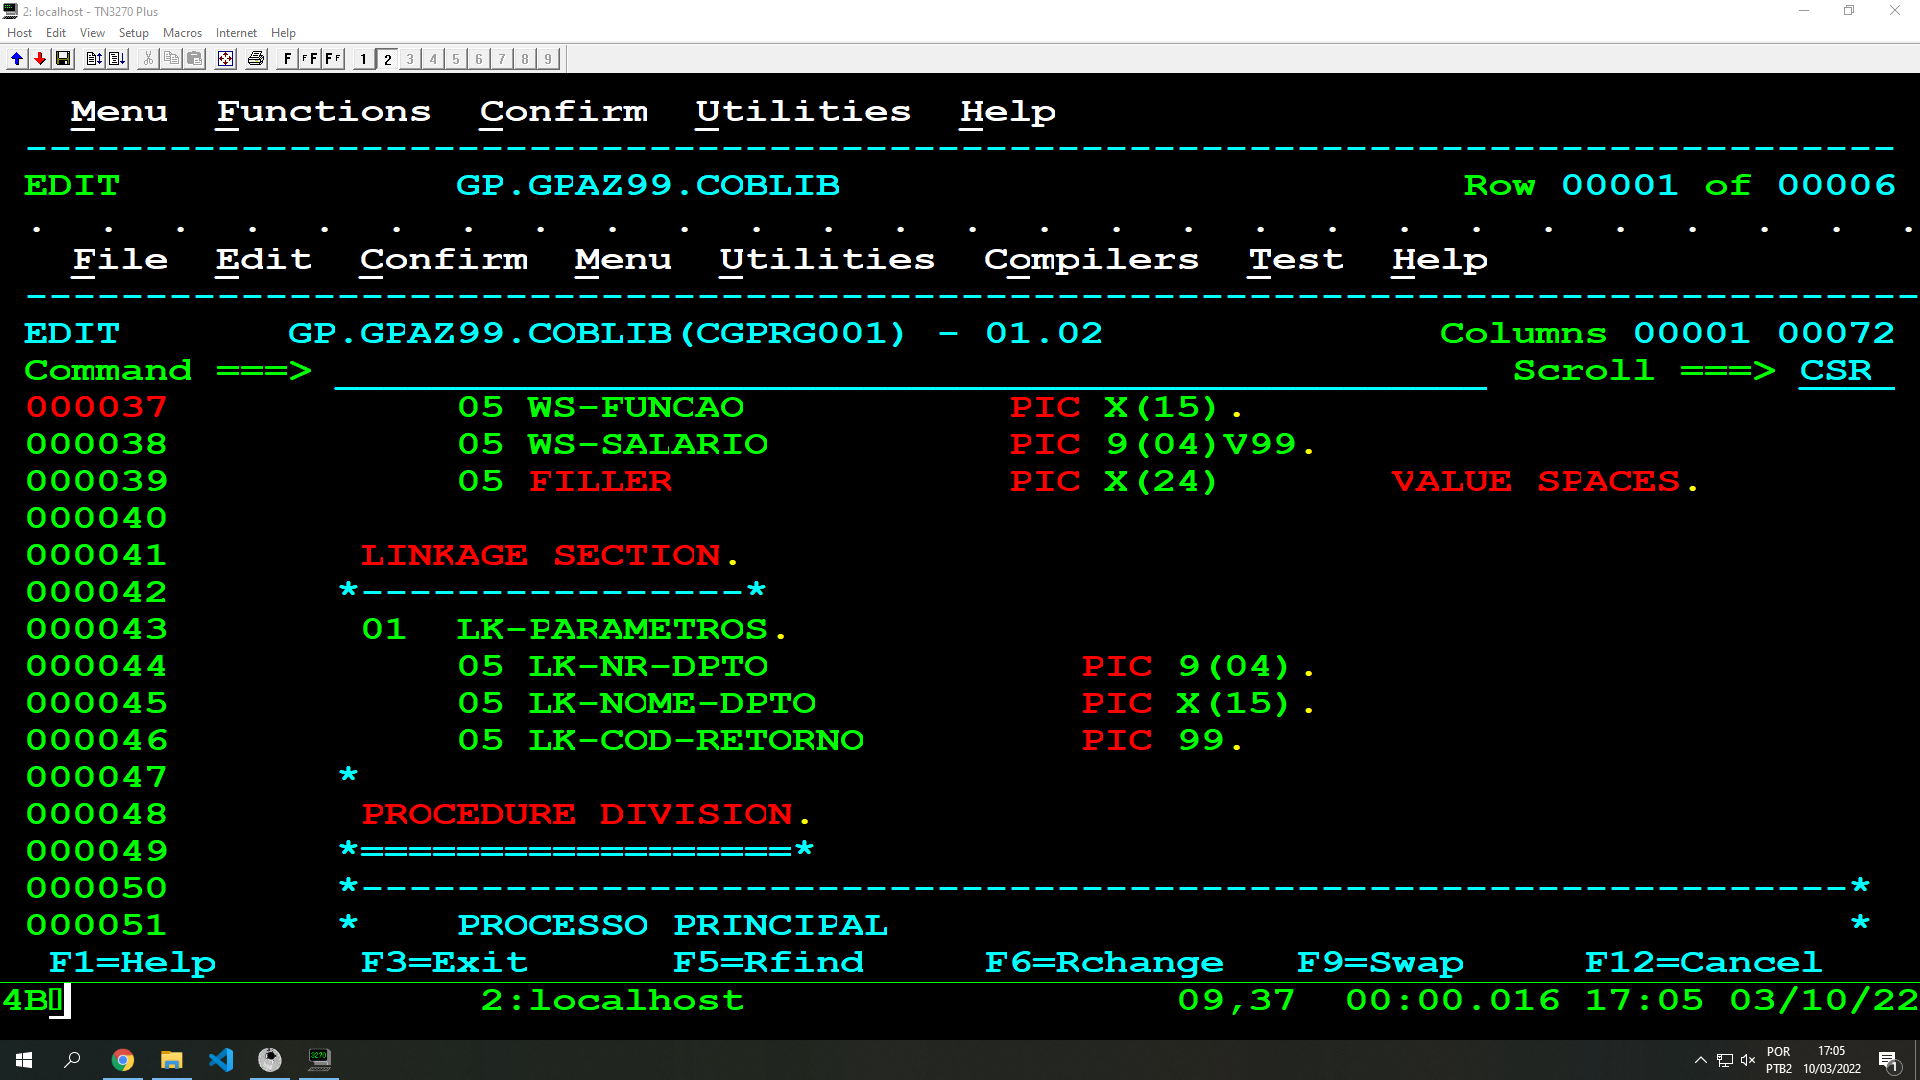 2: localhost - TN3270 Plus
Host Edit View Setup Macros Internet Help
F FF FF 1 2 3 4 5 6 7 8 9
Menu Functions Confirm Utilities Help
--------------------------------------------------------------------------------
EDIT GP.GPAZ99.COBLIB Row 00001 of 00006
. . . . . . . . . . . . . . . . . . . . . . . . . . .
File Edit Confirm Menu Utilities Compilers Test Help
--------------------------------------------------------------------------------
EDIT GP.GPAZ99.COBLIB(CGPRG001) - 01.02 Columns 00001 00072
Command ===> Scroll ===> CSR
000037 05 WS-FUNCAO PIC X(15).
000038 05 WS-SALARIO PIC 9(04)V99.
000039 05 FILLER PIC X(24) VALUE SPACES.
000040
000041 LINKAGE SECTION.
000042 *----------------*
000043 01 LK-PARAMETROS.
000044 05 LK-NR-DPTO PIC 9(04).
000045 05 LK-NOME-DPTO PIC X(15).
000046 05 LK-COD-RETORNO PIC 99.
000047 *
000048 PROCEDURE DIVISION.
000049 *==================*
000050 *--------------------------------------------------------------*
000051 * PROCESSO PRINCIPAL *
F1=Help F3=Exit F5=Rfind F6=Rchange F9=Swap F12=Cancel
4B 2:localhost 09,37 00:00.016 17:05 03/10/22
3270
POR 17:05
PTB2 10/03/2022
1